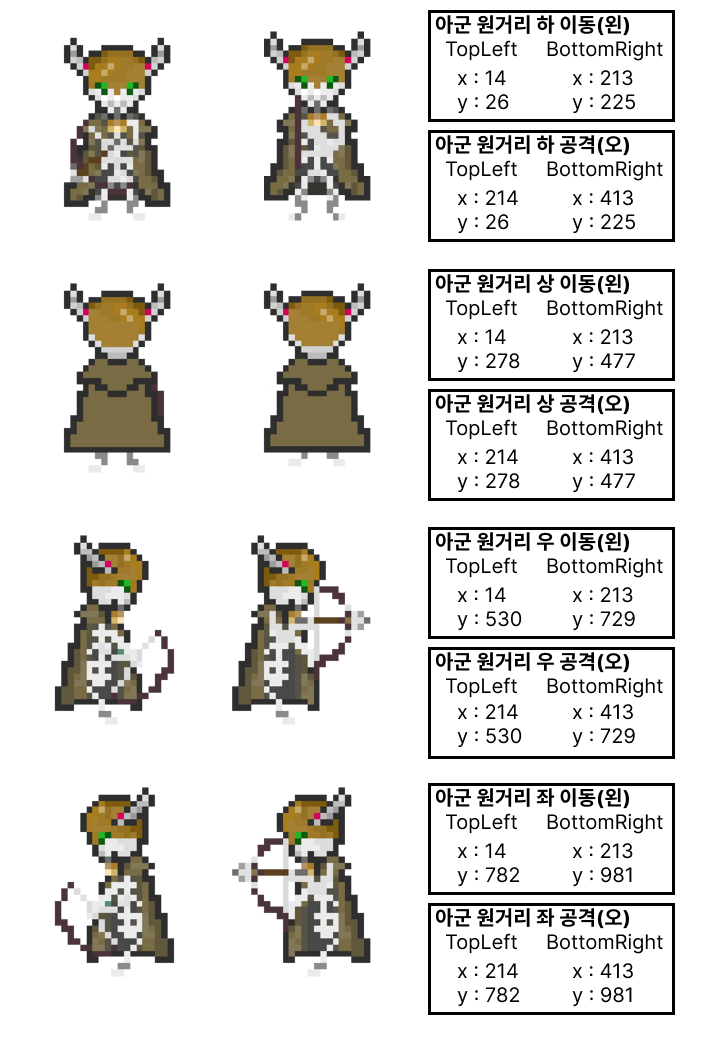 아군 원거리 하 이동(왼)
TopLeft BottomRight
x : 14 x : 213
y : 26 y : 225
아군 원거리 하 공격(오)
TopLeft BottomRight
x : 214 x : 413
y : 26 y : 225
아군 원거리 상 이동(왼)
TopLeft BottomRight
x : 14 x : 213
y : 278 y : 477
아군 원거리 상 공격(오)
TopLeft BottomRight
x : 214 x : 413
y : 278 y : 477
아군 원거리 우 이동(왼)
TopLeft BottomRight
x : 14 x : 213
y : 530 y : 729
아군 원거리 우 공격(오)
TopLeft BottomRight
x : 214 x : 413
y : 530 y : 729
아군 원거리 좌 이동(왼)
TopLeft BottomRight
x : 14 x : 213
y : 782 y : 981
아군 원거리 좌 공격(오)
TopLeft BottomRight
x : 214 x : 413
y : 782 y : 981